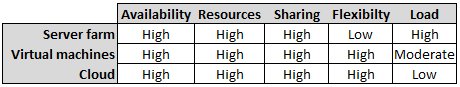 Availability Resources Sharing Flexibilty Load
Server farm High High High Low High
Virtual machines High High High High Moderate
Cloud High High High High Low